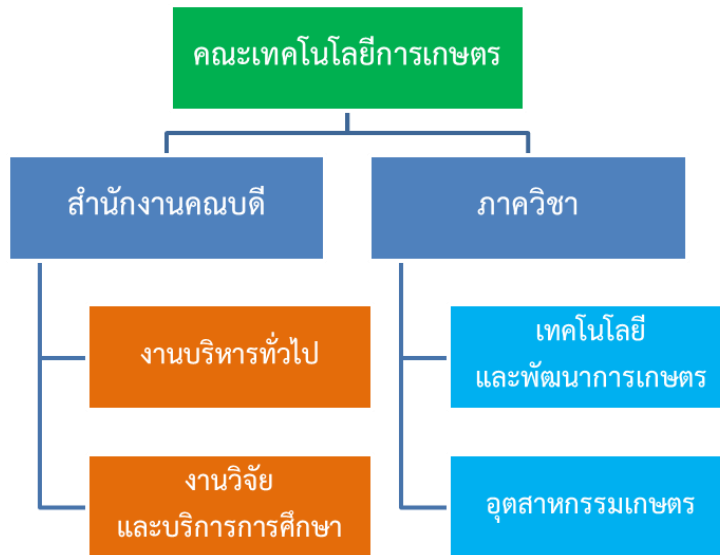 คณะเทคโนโลยีการเกษตร
สำนักงานคณบดี
ภาควิชา
งานบริหารทั่วไป
เทคโนโลยี
และพัฒนาการเกษตร
งานวิจัย
และบริการการศึกษา
อุตสาหกรรมเกษตร